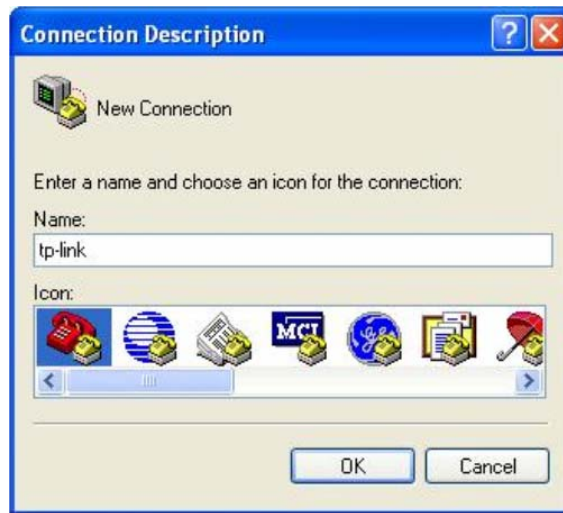 Connection Description
New Connection
Enter a name and choose an icon for the connection:
Name:
tp-link
Icon:
MCI
OK
Cancel